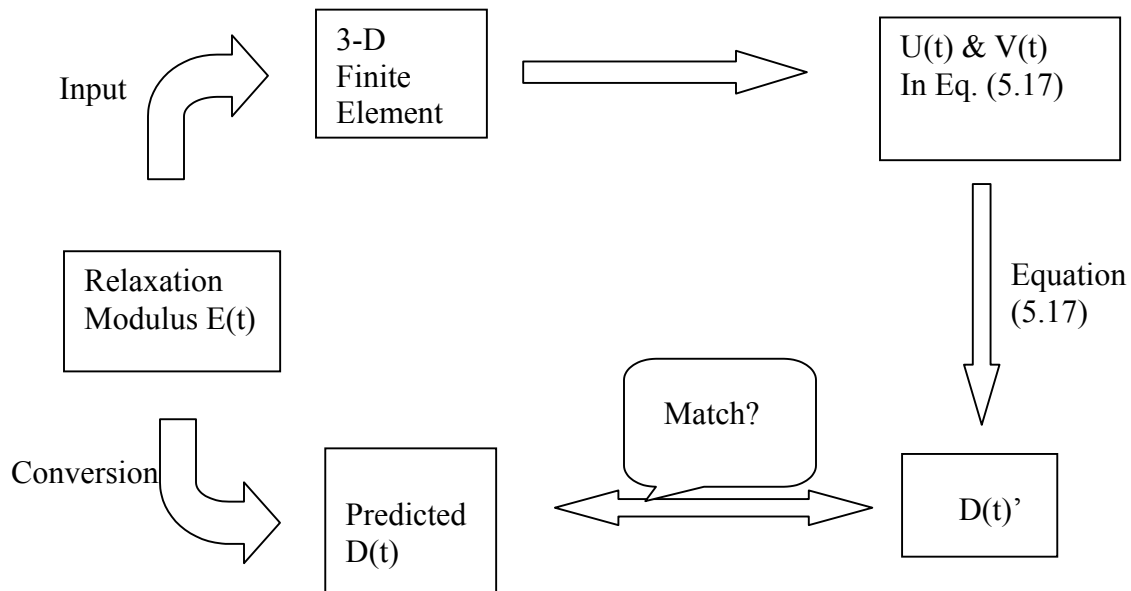 3-D
Finite
Element
U(t) & V(t)
In Eq. (5.17)
Input
Relaxation
Modulus E(t)
Equation
(5.17)
Match?
Conversion
Predicted
D(t)
D(t)’